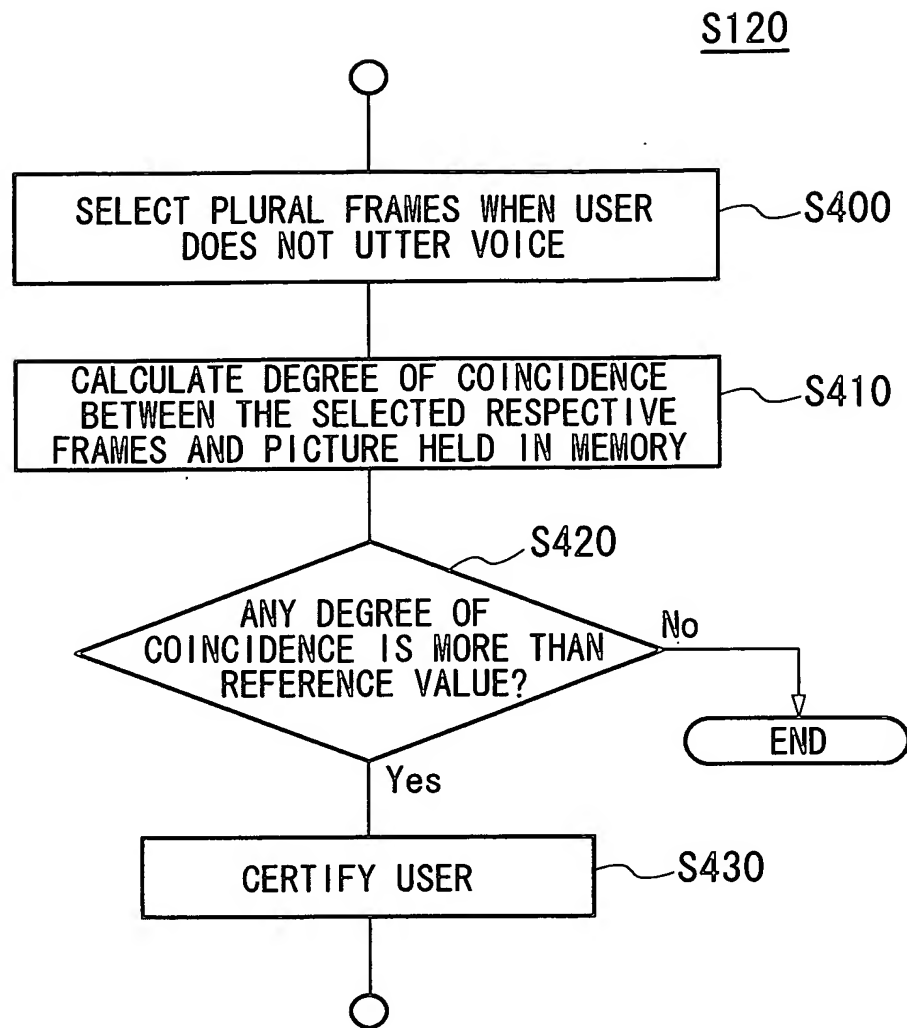 S120
SELECT PLURAL FRAMES WHEN USER
DOES NOT UTTER VOICE
S400
CALCULATE DEGREE OF COINCIDENCE
BETWEEN THE SELECTED RESPECTIVE
FRAMES AND PICTURE HELD IN MEMORY
S410
S420
ANY DEGREE OF
COINCIDENCE IS MORE THAN
REFERENCE VALUE?
No
END
Yes
CERTIFY USER
S430